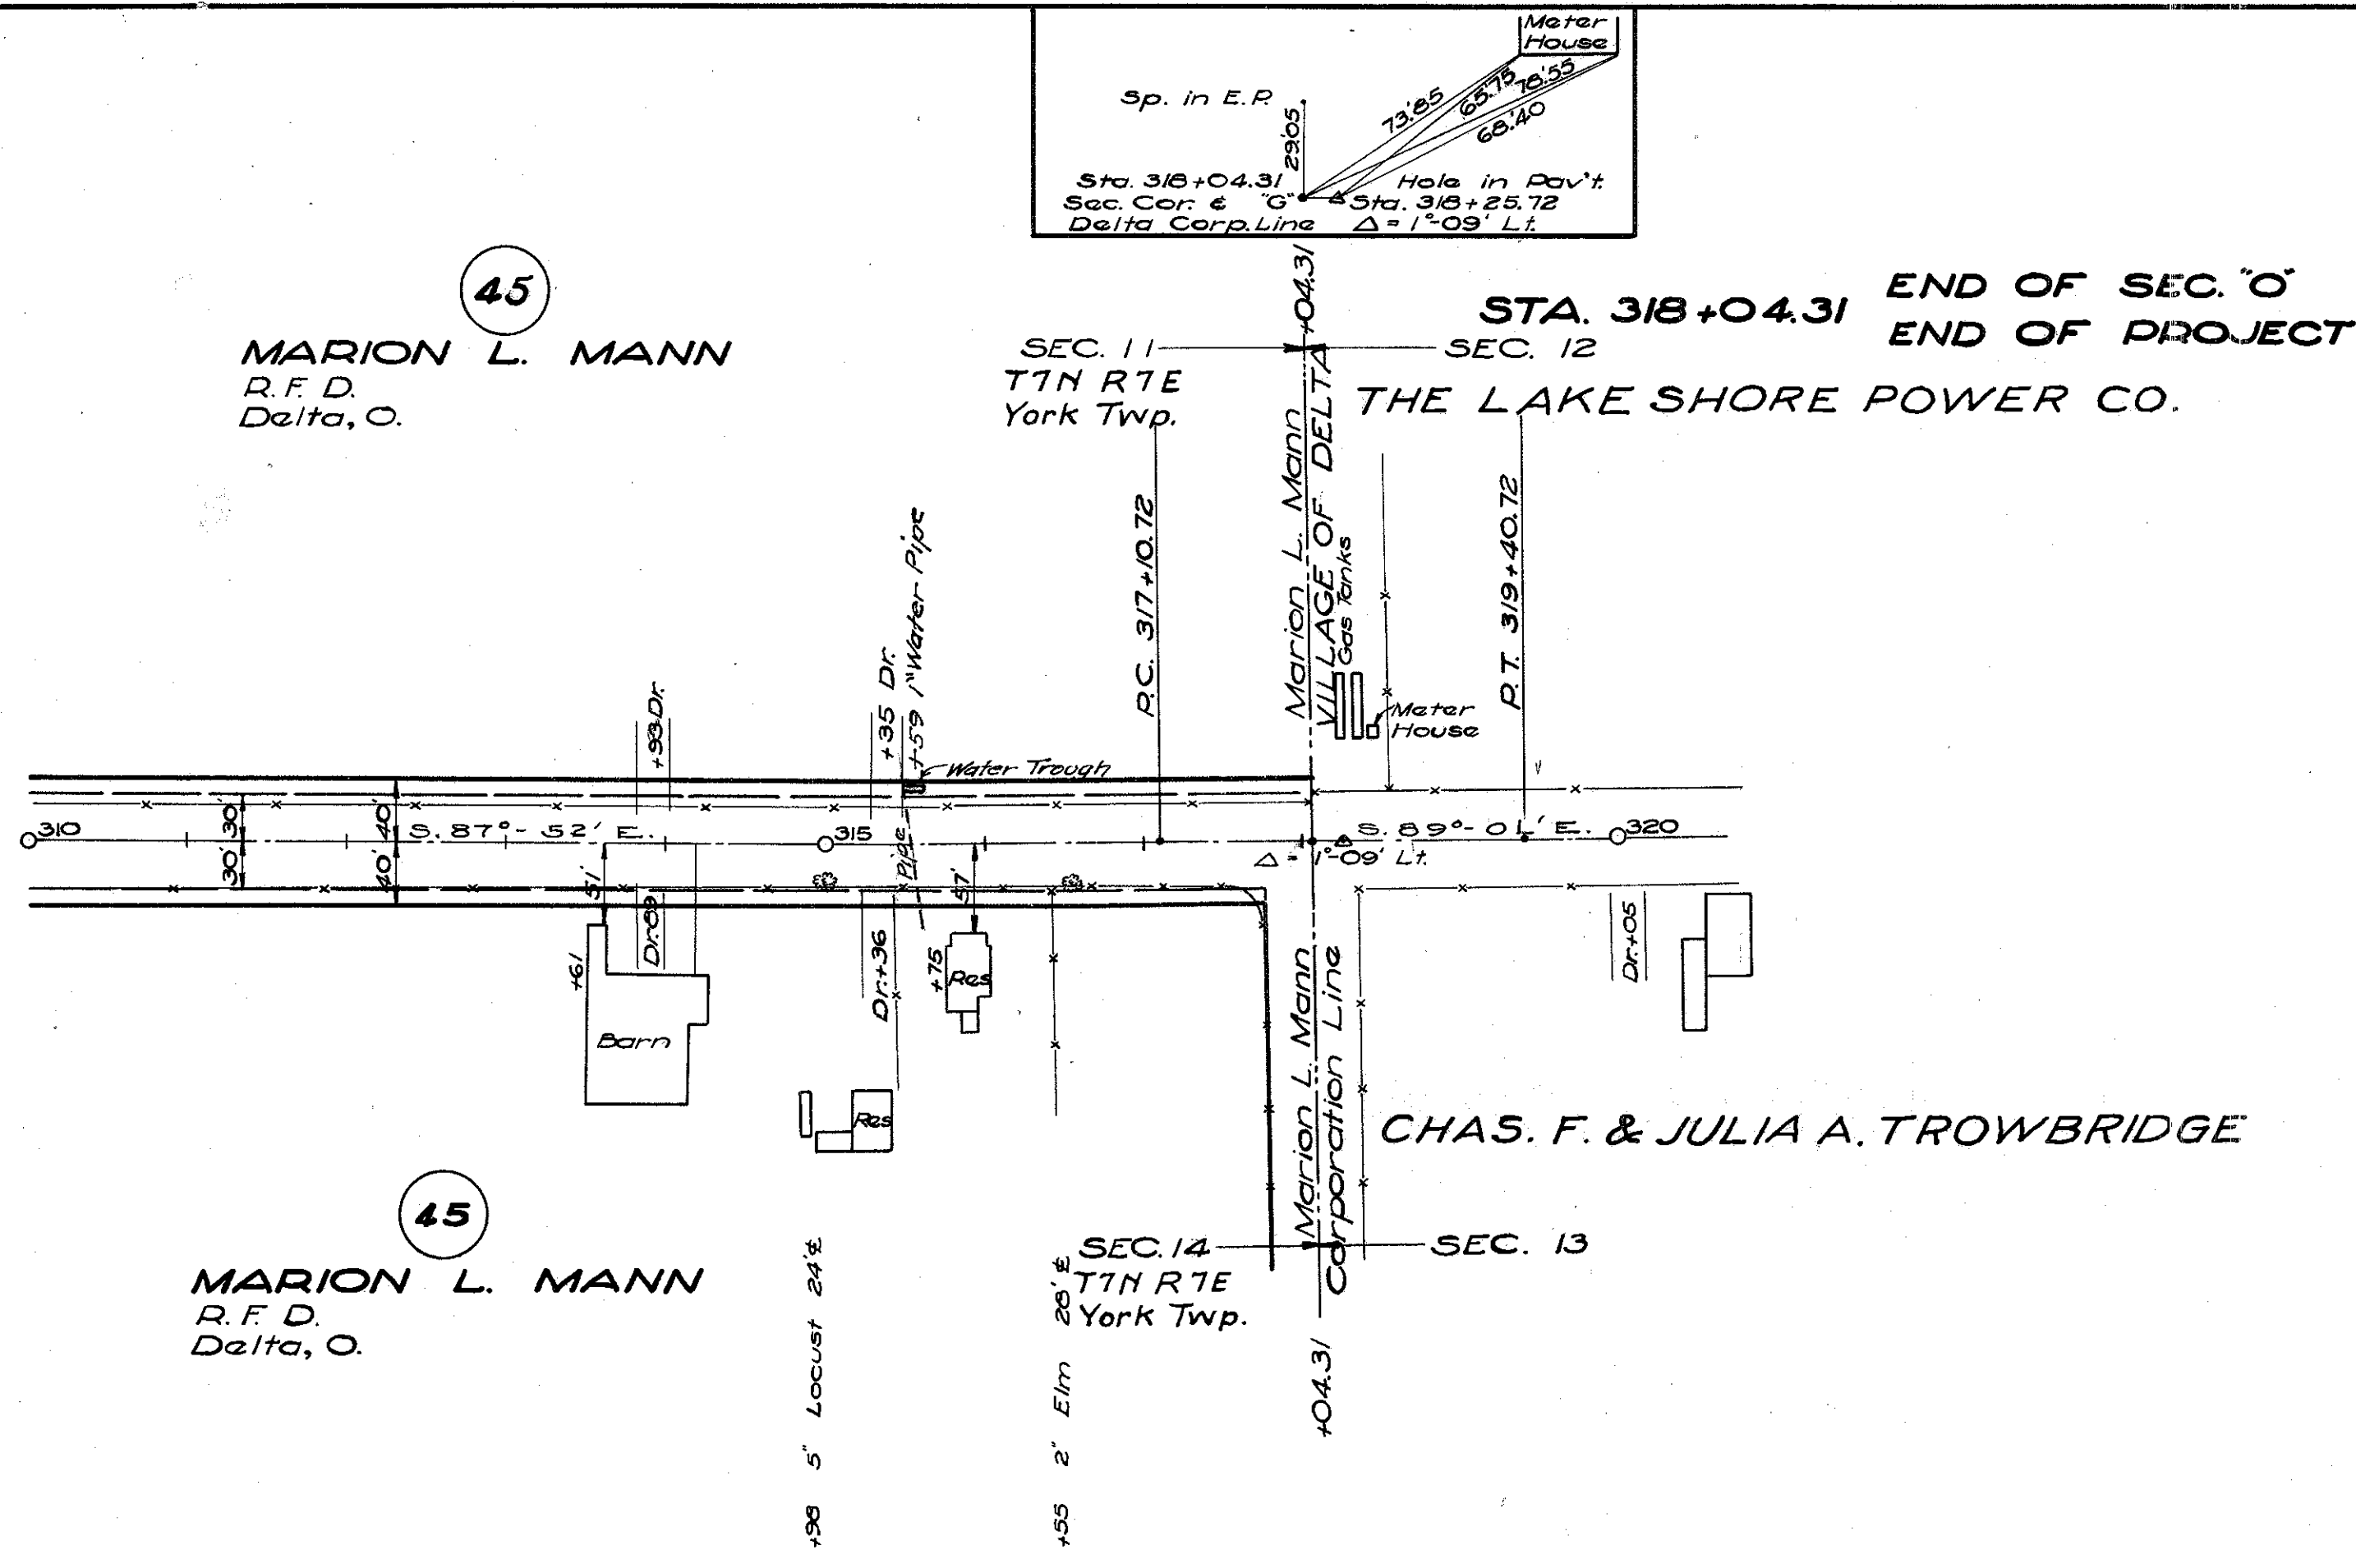 Meter
House
Sp. in E.P.
29.05
73.85
65.75
78.55
68.40
Sta. 318+04.31
Sec. Cor. &
"G"
Delta Corp. Line
Hole in Pav't.
Sta. 318+25.72
Δ = 1°-09' Lt.
45
MARION L. MANN
R.F.D.
Delta, O.
+04.31
STA. 318+04.31
END OF SEC. "O"
END OF PROJECT
SEC. 11
SEC. 12
T7N R7E
York Twp.
THE LAKE SHORE POWER CO.
P.C. 317+10.72
Marion L. Mann
VILLAGE OF DELTA
Gas Tanks
P.T. 319+40.72
Meter
House
+93 Dr.
+35 Dr.
+59 1" Water Pipe
Water Trough
310
30'
40'
S. 87°-52' E.
315
S. 89°-01' E.
320
Δ = 1°-09' Lt.
30'
40'
51'
Pipe
57'
+61
Dr. 89
Dr. +36
+75
Res
Barn
Res
Dr. +05
Marion L. Mann
Corporation Line
CHAS. F. & JULIA A. TROWBRIDGE
45
MARION L. MANN
R.F.D.
Delta, O.
SEC. 14
SEC. 13
T7N R7E
York Twp.
+98 5" Locust 24' ℄
+55 2" Elm 28' ℄
+04.31